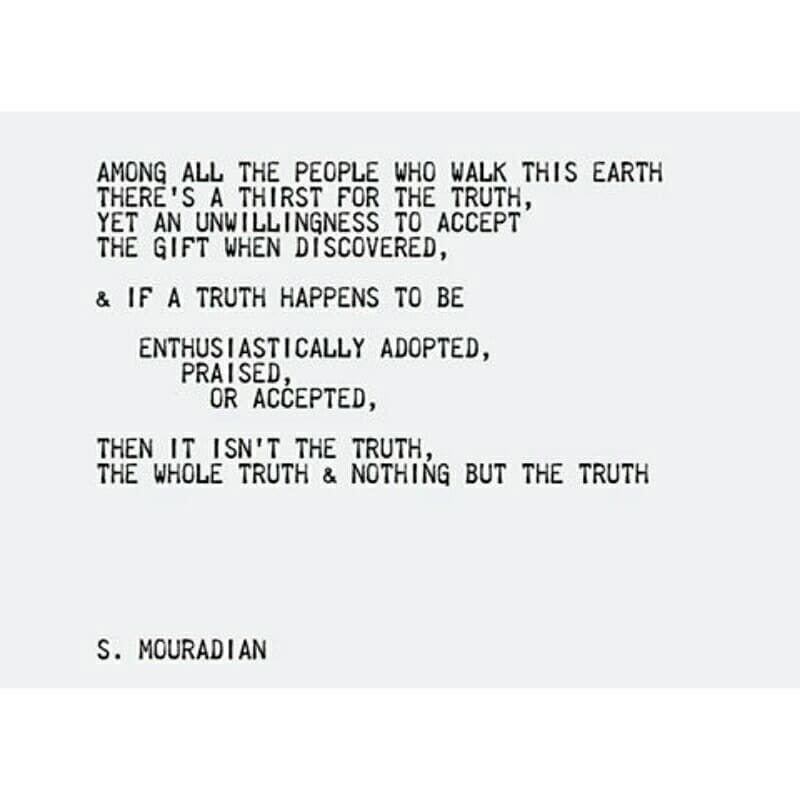 AMONG ALL THE PEOPLE WHO WALK THIS EARTH
THERE'S A THIRST FOR THE TRUTH,
YET AN UNWILLINGNESS TO ACCEPT
THE GIFT WHEN DISCOVERED,
& IF A TRUTH HAPPENS TO BE
ENTHUSIASTICALLY ADOPTED,
PRAISED,
OR ACCEPTED,
THEN IT ISN'T THE TRUTH,
THE WHOLE TRUTH & NOTHING BUT THE TRUTH
S. MOURADIAN